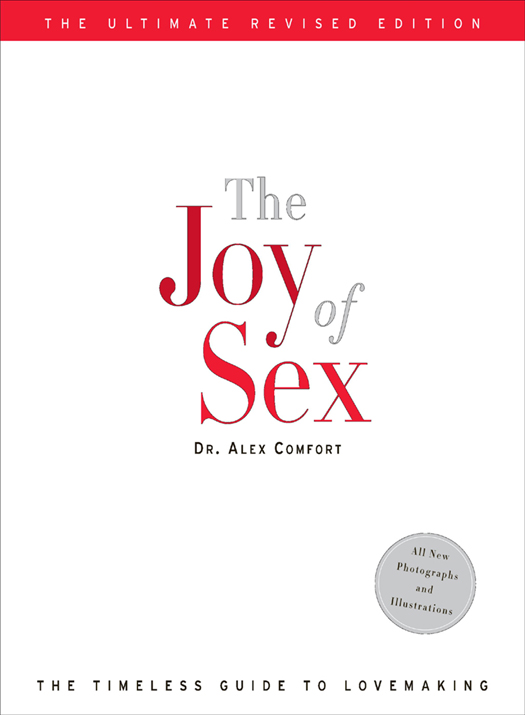 THE ULTIMATE REVISED EDITION
The
Joy
of
Sex
DR. ALEX COMFORT
All New
Photographs
and
Illustrations
THE TIMELESS GUIDE TO LOVEMAKING